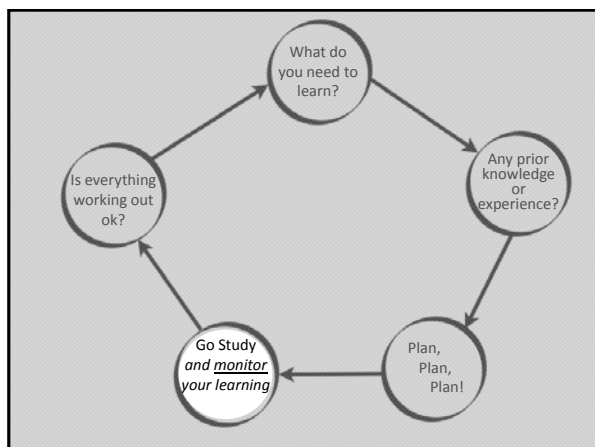 What do
you need to
learn?
Any prior
knowledge
or
experience?
Plan,
Plan,
Plan!
Go Study
and monitor
your learning
Is everything
working out
ok?